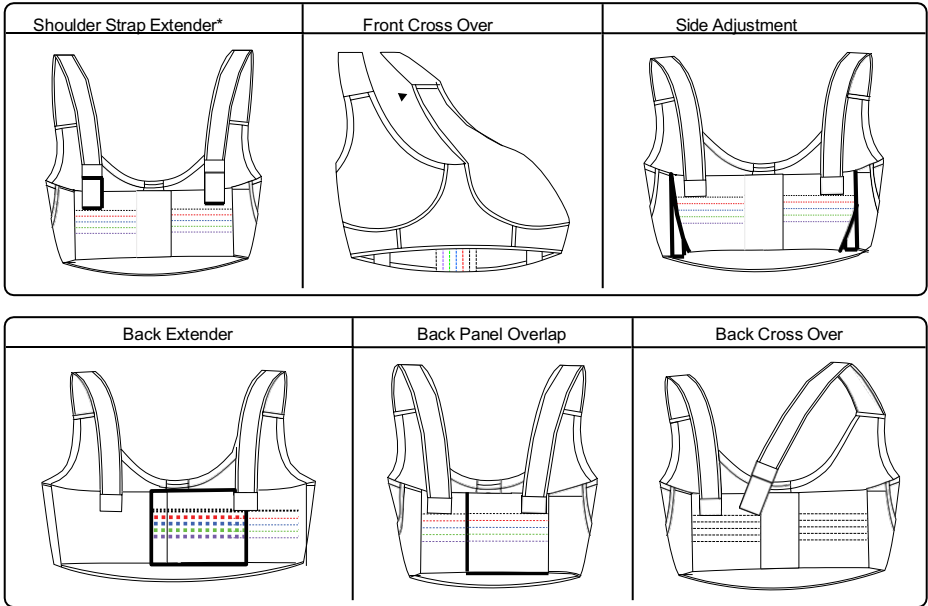 Shoulder Strap Extender*
Front Cross Over
Side Adjustment
Back Extender
Back Panel Overlap
Back Cross Over